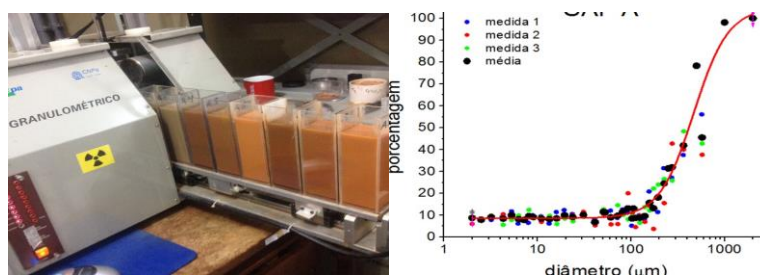 GRANULOMÉTRICO
medida 1
medida 2
medida 3
média
porcentagem
100
90
80
70
60
50
40
30
20
10
0
1
10
100
1000
diâmetro (μm)